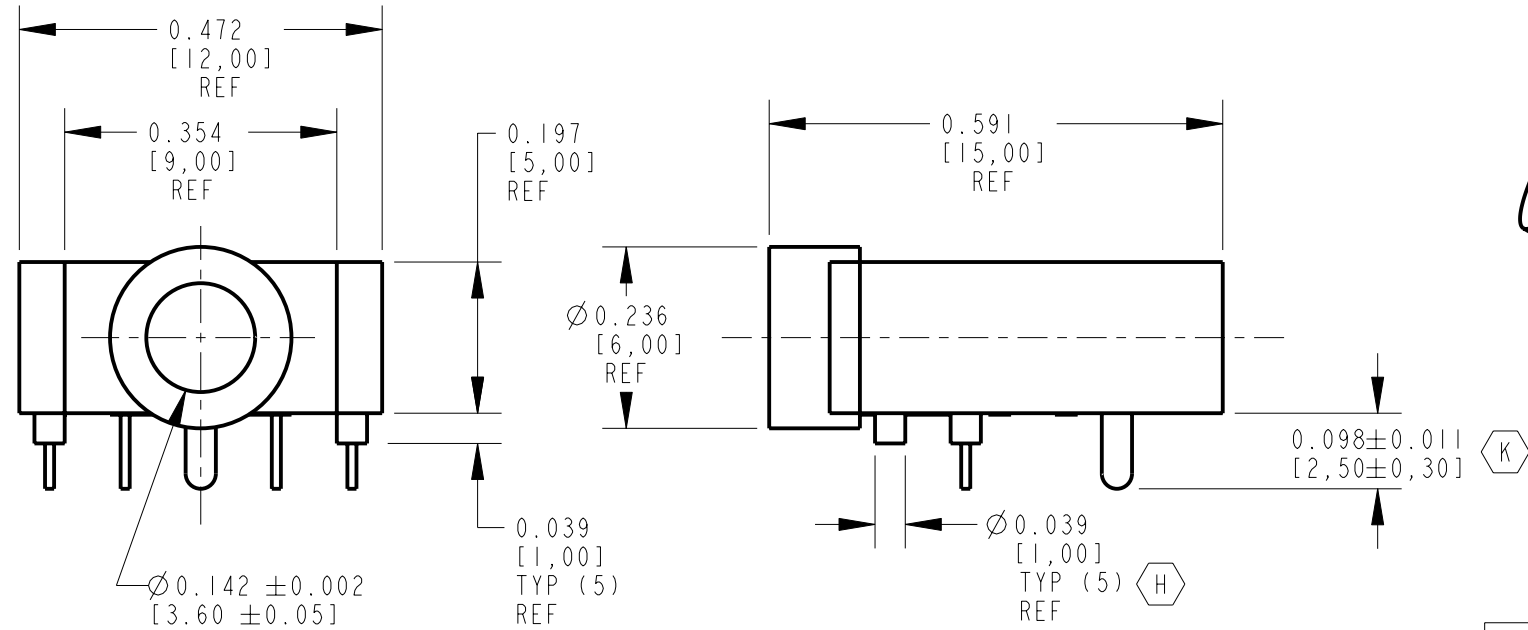 0.472
[12,00]
REF
0.354
[9,00]
REF
0.197
[5,00]
REF
0.591
[15,00]
REF
Ø0.236
[6,00]
REF
0.098±0.011
[2,50±0,30]
K
0.039
[1,00]
TYP (5)
REF
Ø0.039
[1,00]
TYP (5)
REF
H
Ø0.142 ±0.002
[3.60 ±0.05]